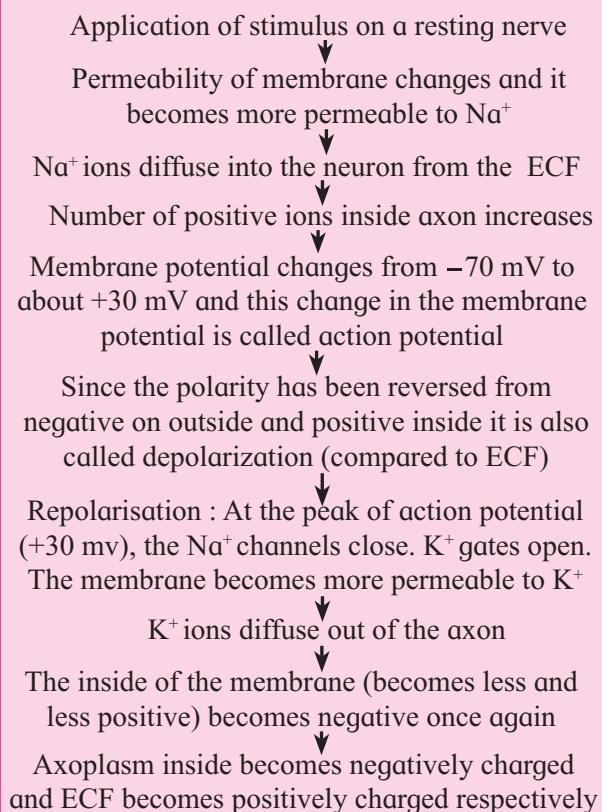 Application of stimulus on a resting nerve
Permeability of membrane changes and it
becomes more permeable to Na⁺
Na⁺ ions diffuse into the neuron from the ECF
Number of positive ions inside axon increases
Membrane potential changes from –70 mV to
about +30 mV and this change in the membrane
potential is called action potential
Since the polarity has been reversed from
negative on outside and positive inside it is also
called depolarization (compared to ECF)
Repolarisation : At the peak of action potential
(+30 mv), the Na⁺ channels close. K⁺ gates open.
The membrane becomes more permeable to K⁺
K⁺ ions diffuse out of the axon
The inside of the membrane (becomes less and
less positive) becomes negative once again
Axoplasm inside becomes negatively charged
and ECF becomes positively charged respectively